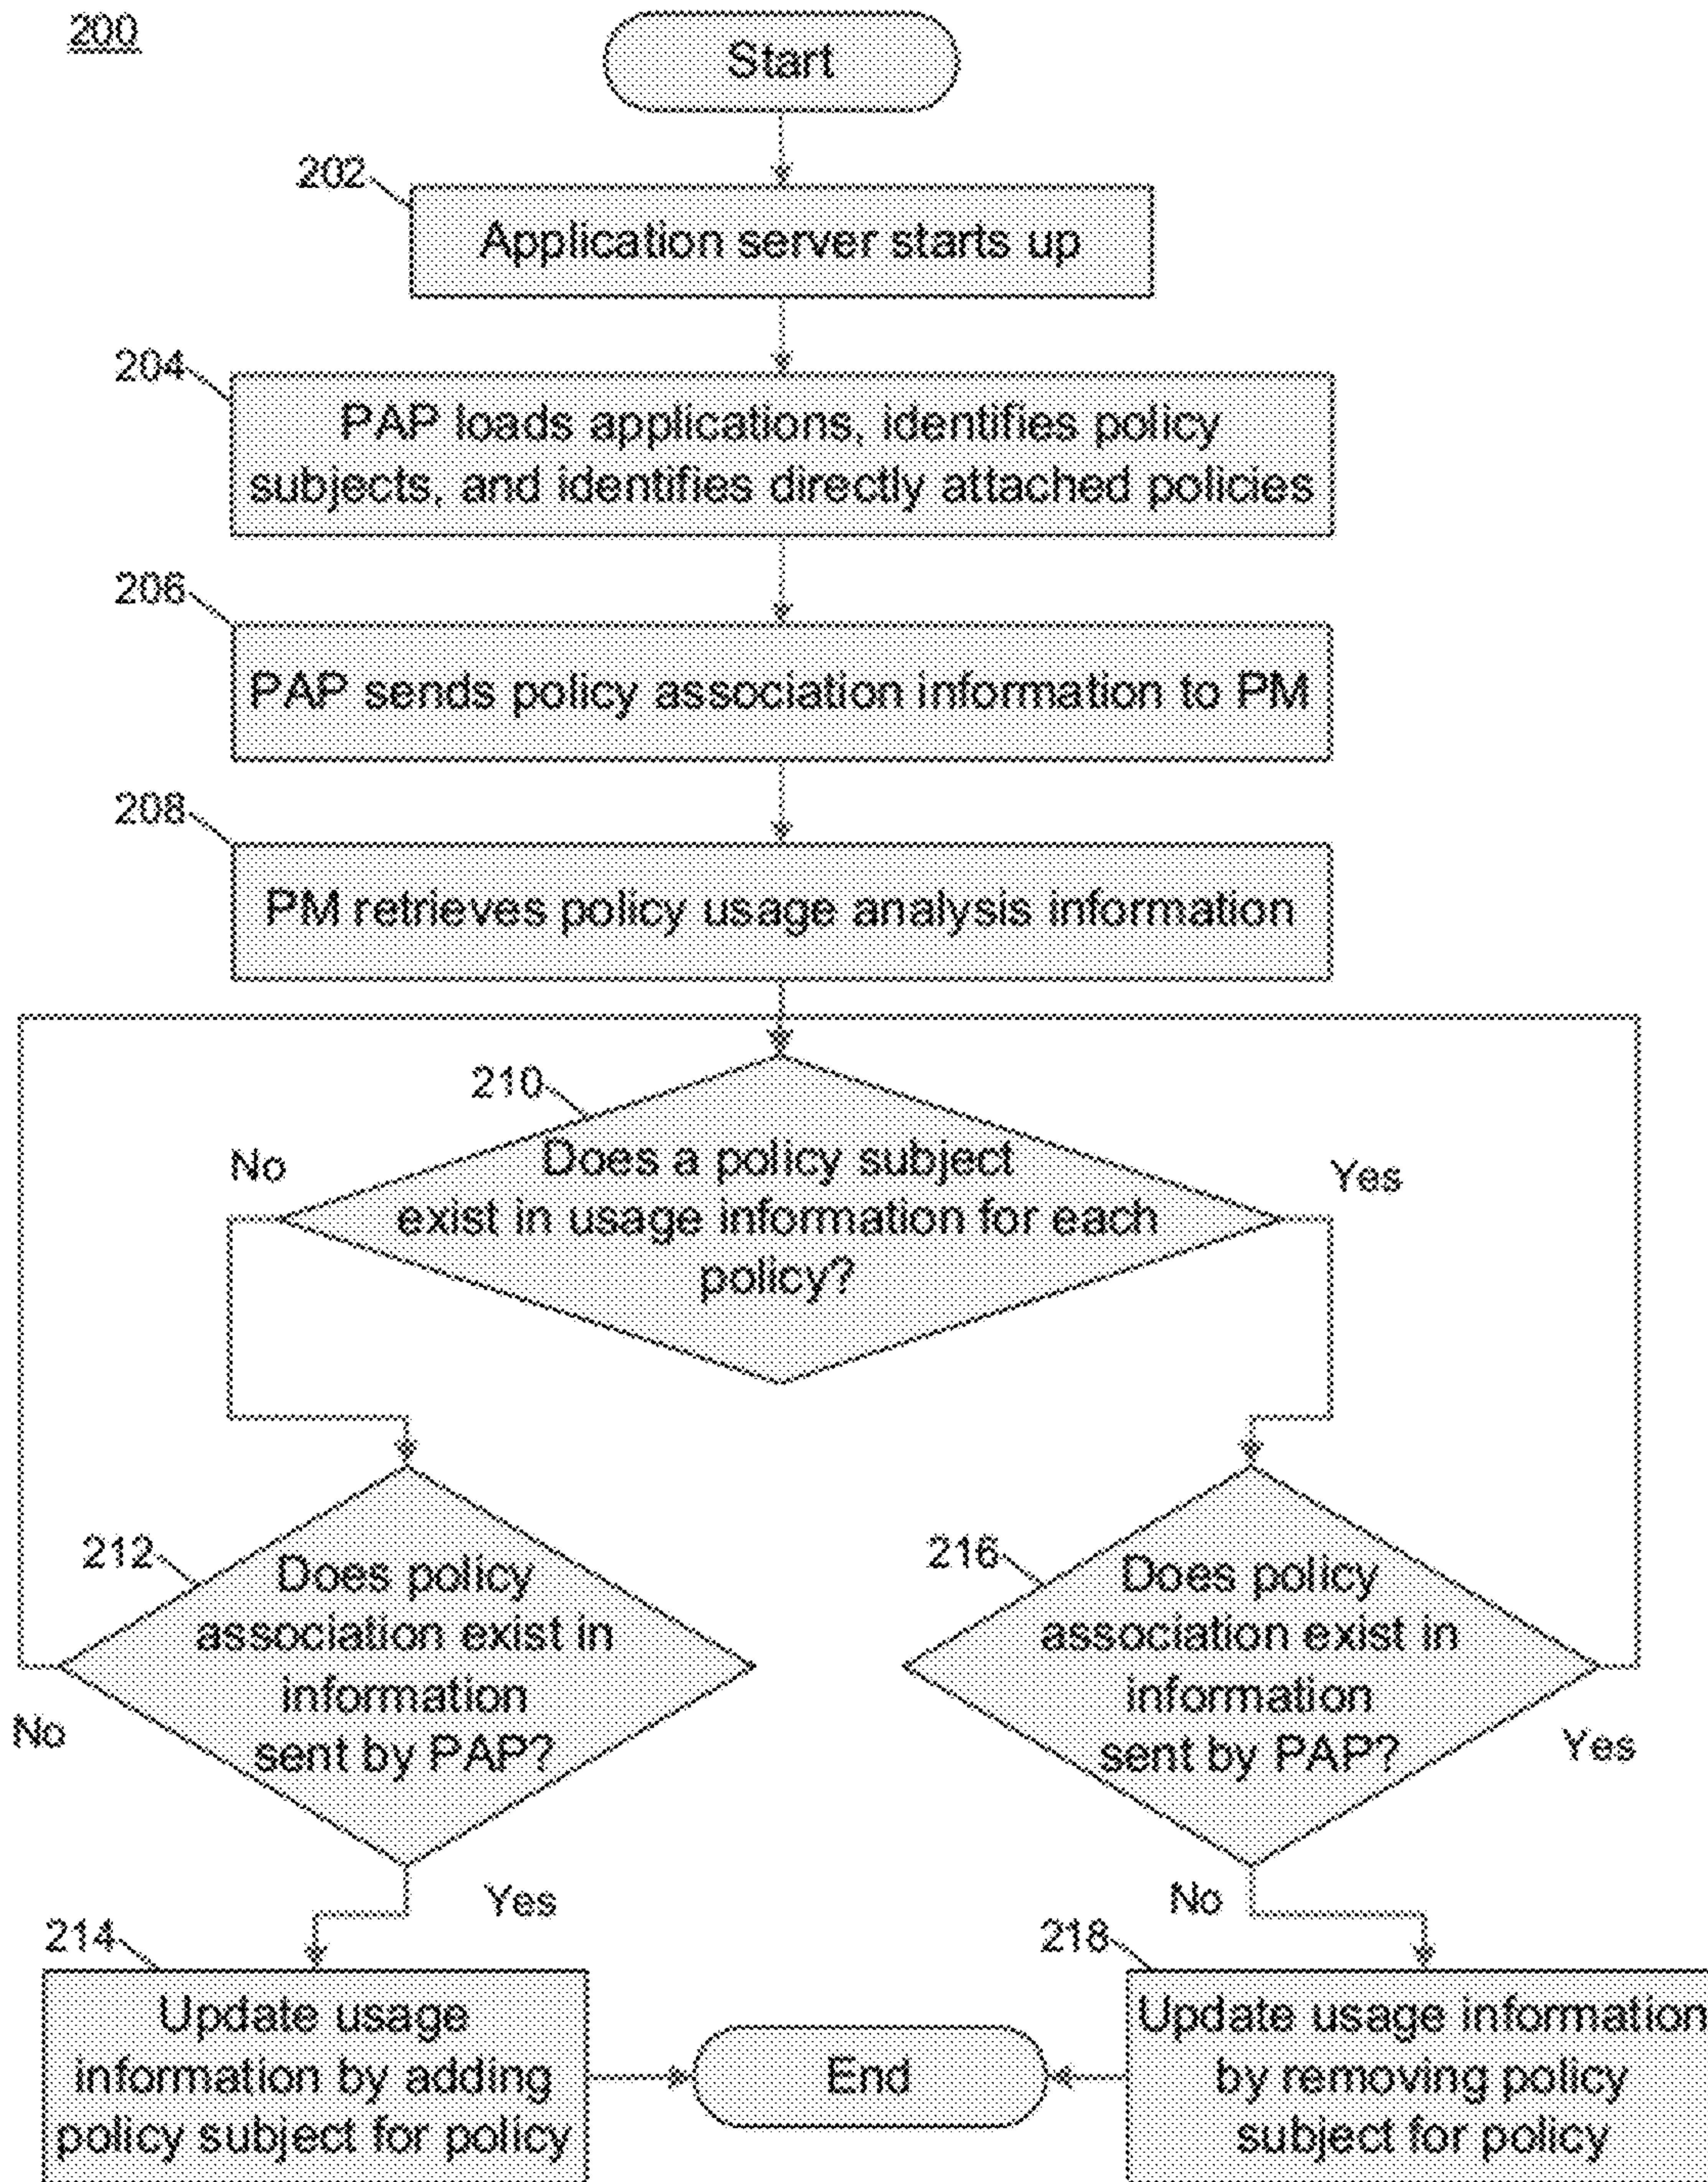 200
Start
202
Application server starts up
204
PAP loads applications, identifies policy
subjects, and identifies directly attached policies
206
PAP sends policy association information to PM
208
PM retrieves policy usage analysis information
210
No
Does a policy subject
exist in usage information for each
policy?
Yes
212
Does policy
association exist in
information
sent by PAP?
No
Yes
216
Does policy
association exist in
information
sent by PAP?
Yes
No
214
Update usage
information by adding
policy subject for policy
End
218
Update usage information
by removing policy
subject for policy